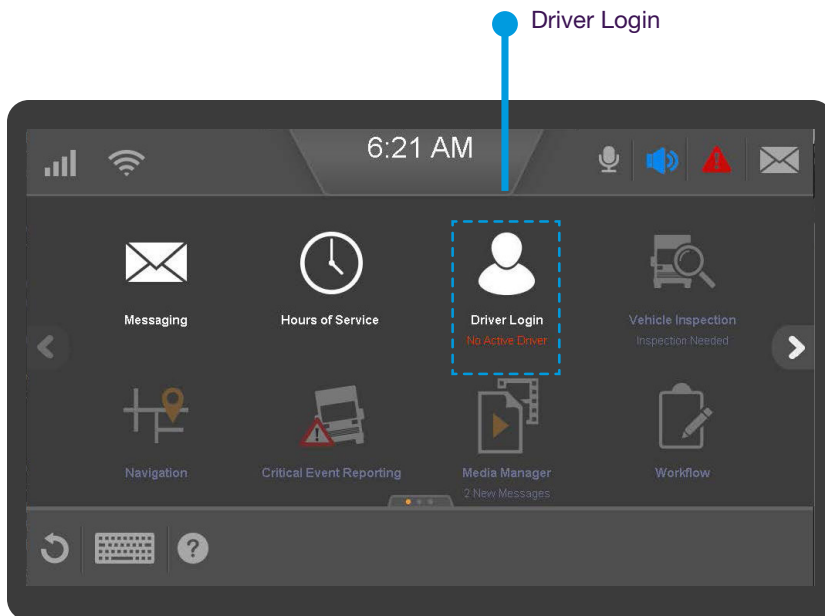 Driver Login
6:21 AM
Messaging
Hours of Service
Driver Login
No Active Driver
Vehicle Inspection
Inspection Needed
Navigation
Critical Event Reporting
Media Manager
2 New Messages
Workflow
?